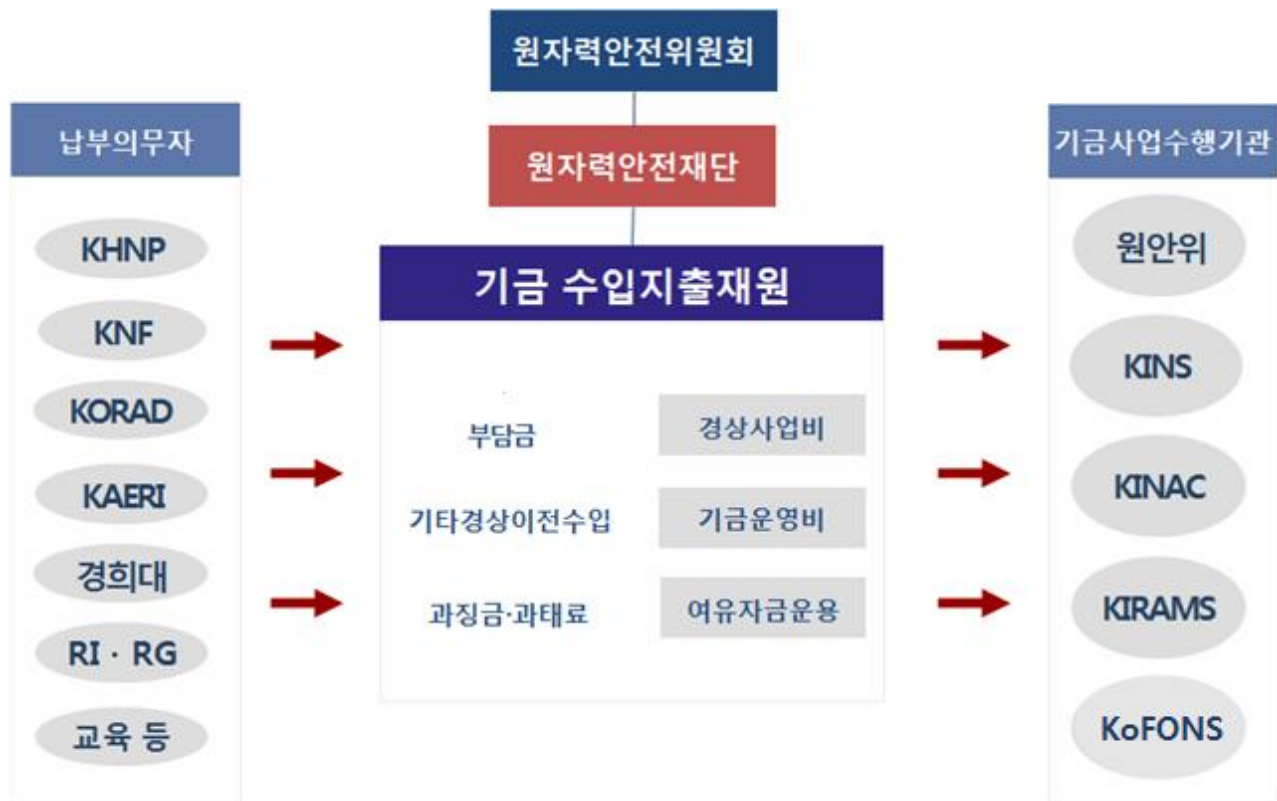 원자력안전위원회
원자력안전재단
납부의무자
KHNP
KNF
KORAD
KAERI
경희대
RI · RG
교육 등
기금 수입지출재원
부담금
경상사업비
기타경상이전수입
기금운영비
과징금·과태료
여유자금운용
기금사업수행기관
원안위
KINS
KINAC
KIRAMS
KoFONS